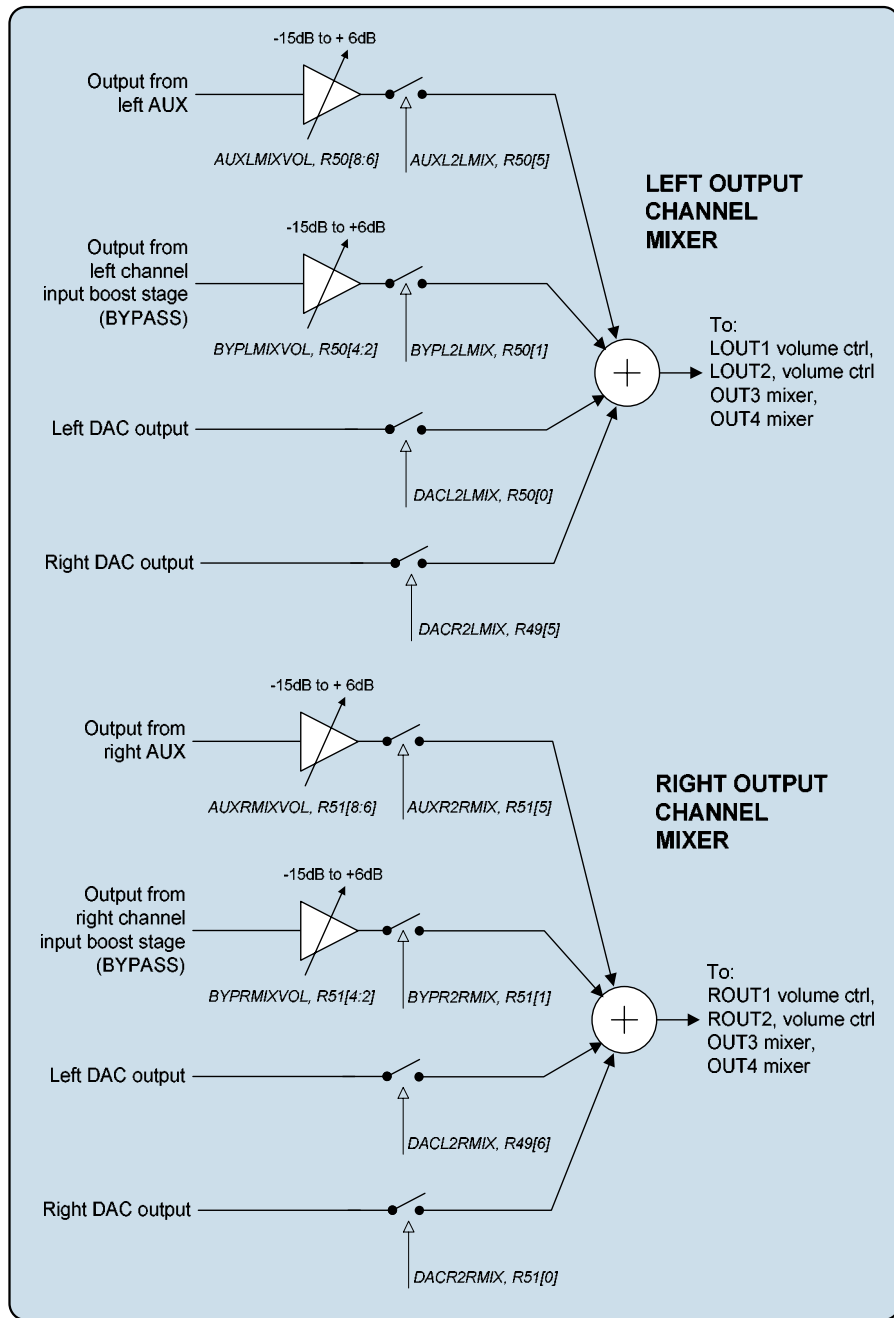 -15dB to + 6dB
Output from
left AUX
AUXLMIXVOL, R50[8:6]
AUXL2LMIX, R50[5]
LEFT OUTPUT
CHANNEL
MIXER
-15dB to +6dB
Output from
left channel
input boost stage
(BYPASS)
BYPLMIXVOL, R50[4:2]
BYPL2LMIX, R50[1]
To:
LOUT1 volume ctrl,
LOUT2, volume ctrl
OUT3 mixer,
OUT4 mixer
Left DAC output
DACL2LMIX, R50[0]
Right DAC output
DACR2LMIX, R49[5]
-15dB to + 6dB
Output from
right AUX
AUXRMIXVOL, R51[8:6]
AUXR2RMIX, R51[5]
RIGHT OUTPUT
CHANNEL
MIXER
-15dB to +6dB
Output from
right channel
input boost stage
(BYPASS)
BYPRMIXVOL, R51[4:2]
BYPR2RMIX, R51[1]
To:
ROUT1 volume ctrl,
ROUT2, volume ctrl
OUT3 mixer,
OUT4 mixer
Left DAC output
DACL2RMIX, R49[6]
Right DAC output
DACR2RMIX, R51[0]